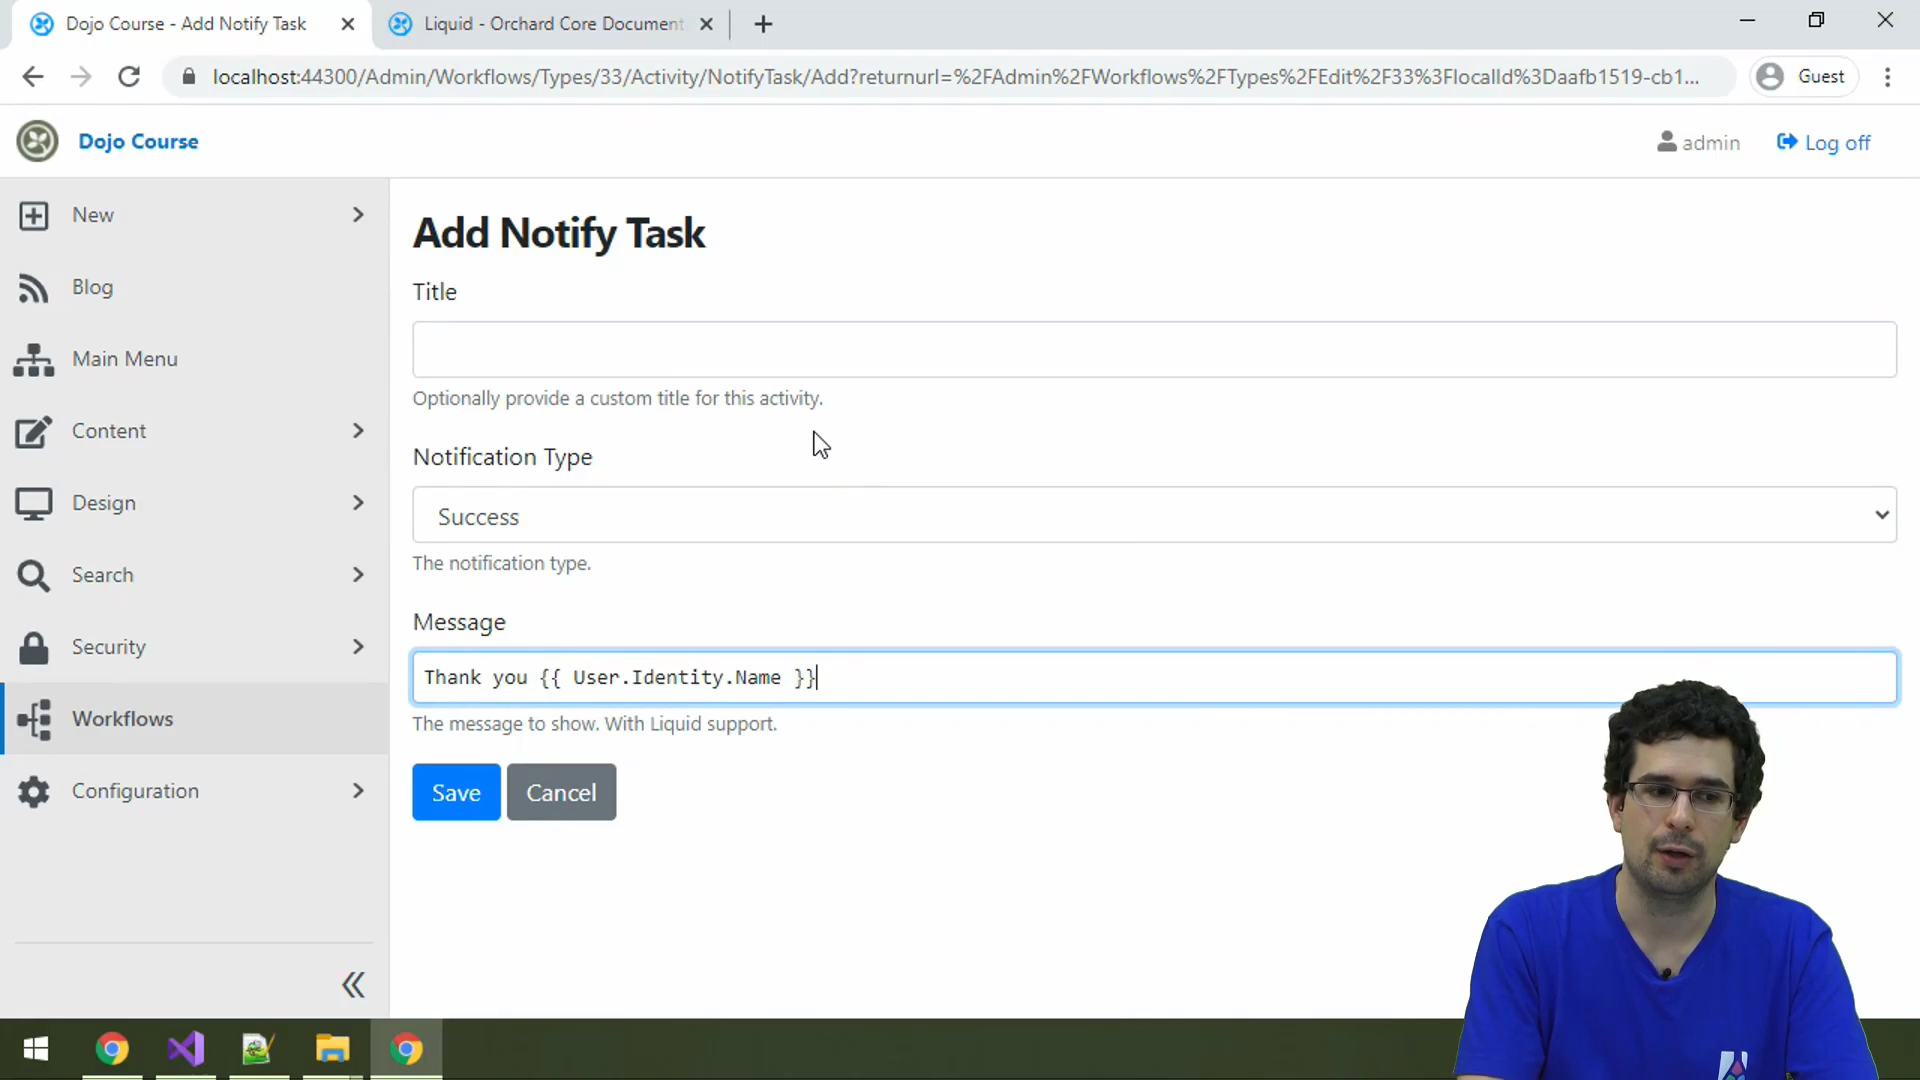 Dojo Course - Add Notify Task
Liquid - Orchard Core Document
localhost:44300/Admin/Workflows/Types/33/Activity/NotifyTask/Add?returnurl=%2FAdmin%2FWorkflows%2FTypes%2FEdit%2F33%3FlocalId%3Daafb1519-cb1...
Guest
Dojo Course
admin
Log off
New
Blog
Main Menu
Content
Design
Search
Security
Workflows
Configuration
Add Notify Task
Title
Optionally provide a custom title for this activity.
Notification Type
Success
The notification type.
Message
Thank you {{ User.Identity.Name }}
The message to show. With Liquid support.
Save
Cancel